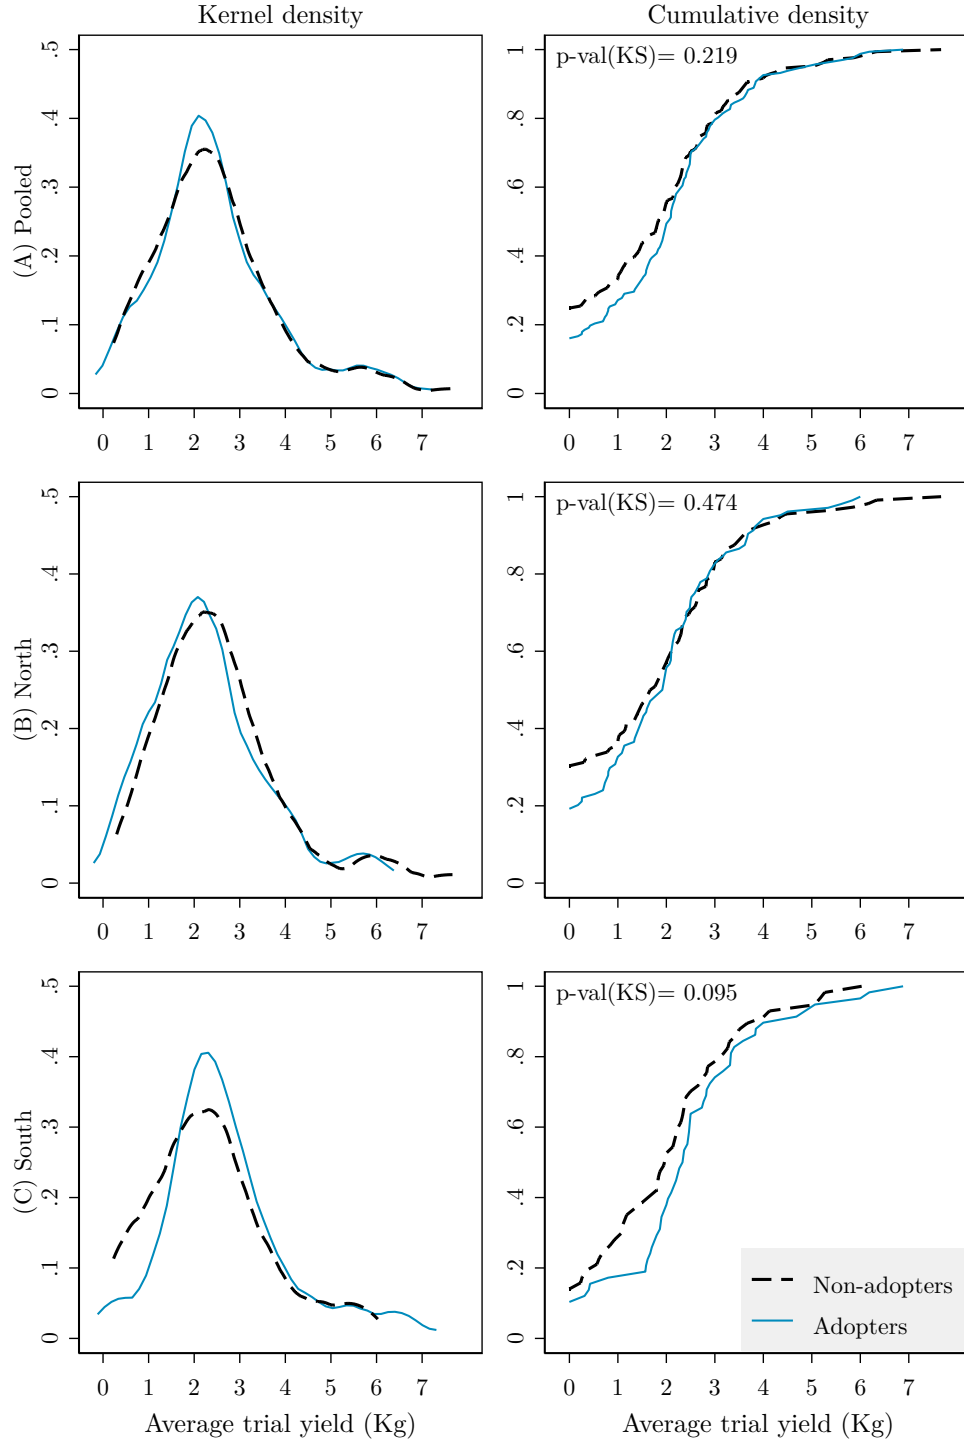 Kernel density
Cumulative density
(A) Pooled
0 .1 .2 .3 .4 .5
0 1 2 3 4 5 6 7
p-val(KS)= 0.219
0 .2 .4 .6 .8 1
0 1 2 3 4 5 6 7
(B) North
0 .1 .2 .3 .4 .5
0 1 2 3 4 5 6 7
p-val(KS)= 0.474
0 .2 .4 .6 .8 1
0 1 2 3 4 5 6 7
(C) South
0 .1 .2 .3 .4 .5
0 1 2 3 4 5 6 7
Average trial yield (Kg)
p-val(KS)= 0.095
0 .2 .4 .6 .8 1
Non-adopters
Adopters
0 1 2 3 4 5 6 7
Average trial yield (Kg)